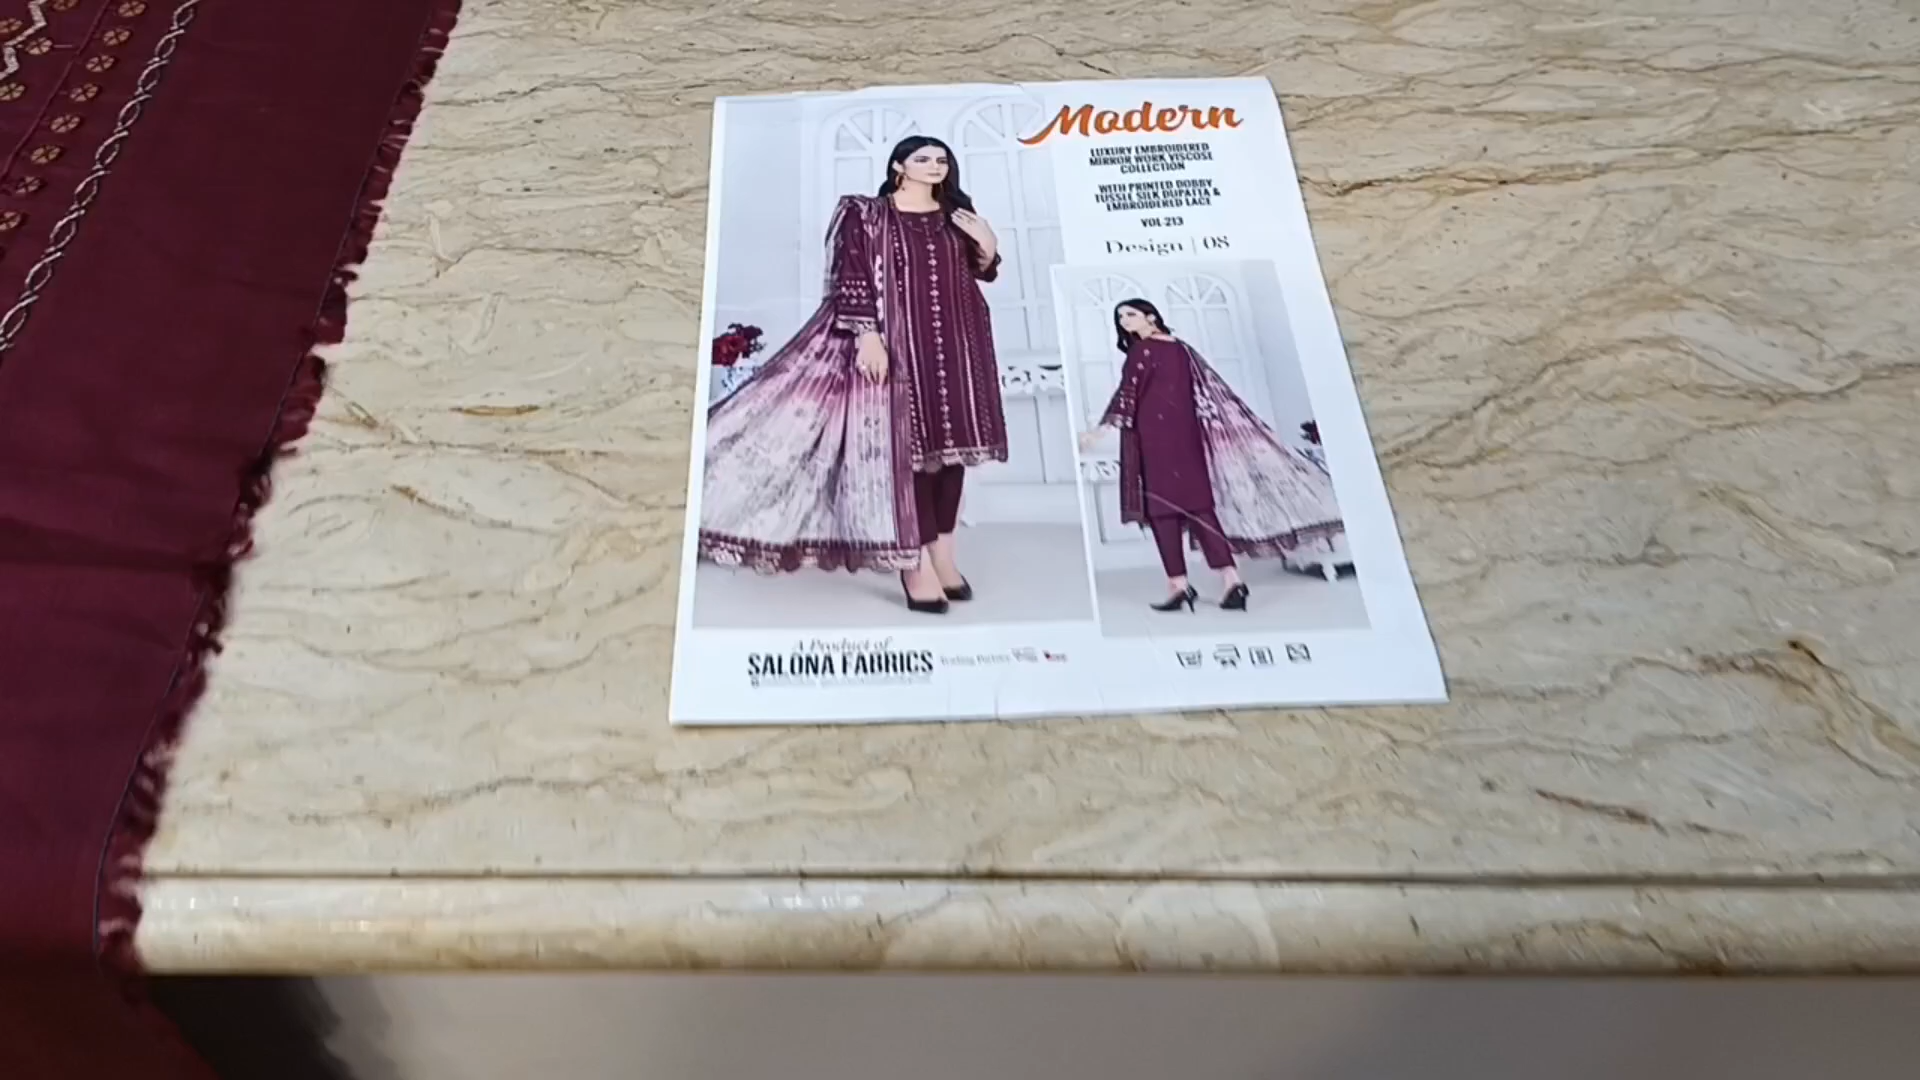 Modern
LUXURY EMBROIDERED
MIRROR WORK VISCOSE
COLLECTION
WITH PRINTED DOBBY
TUSSLE SILK DUPATTA &
EMBROIDERED LACE
VOL-213
Design | 08
A Product of
SALONA FABRICS